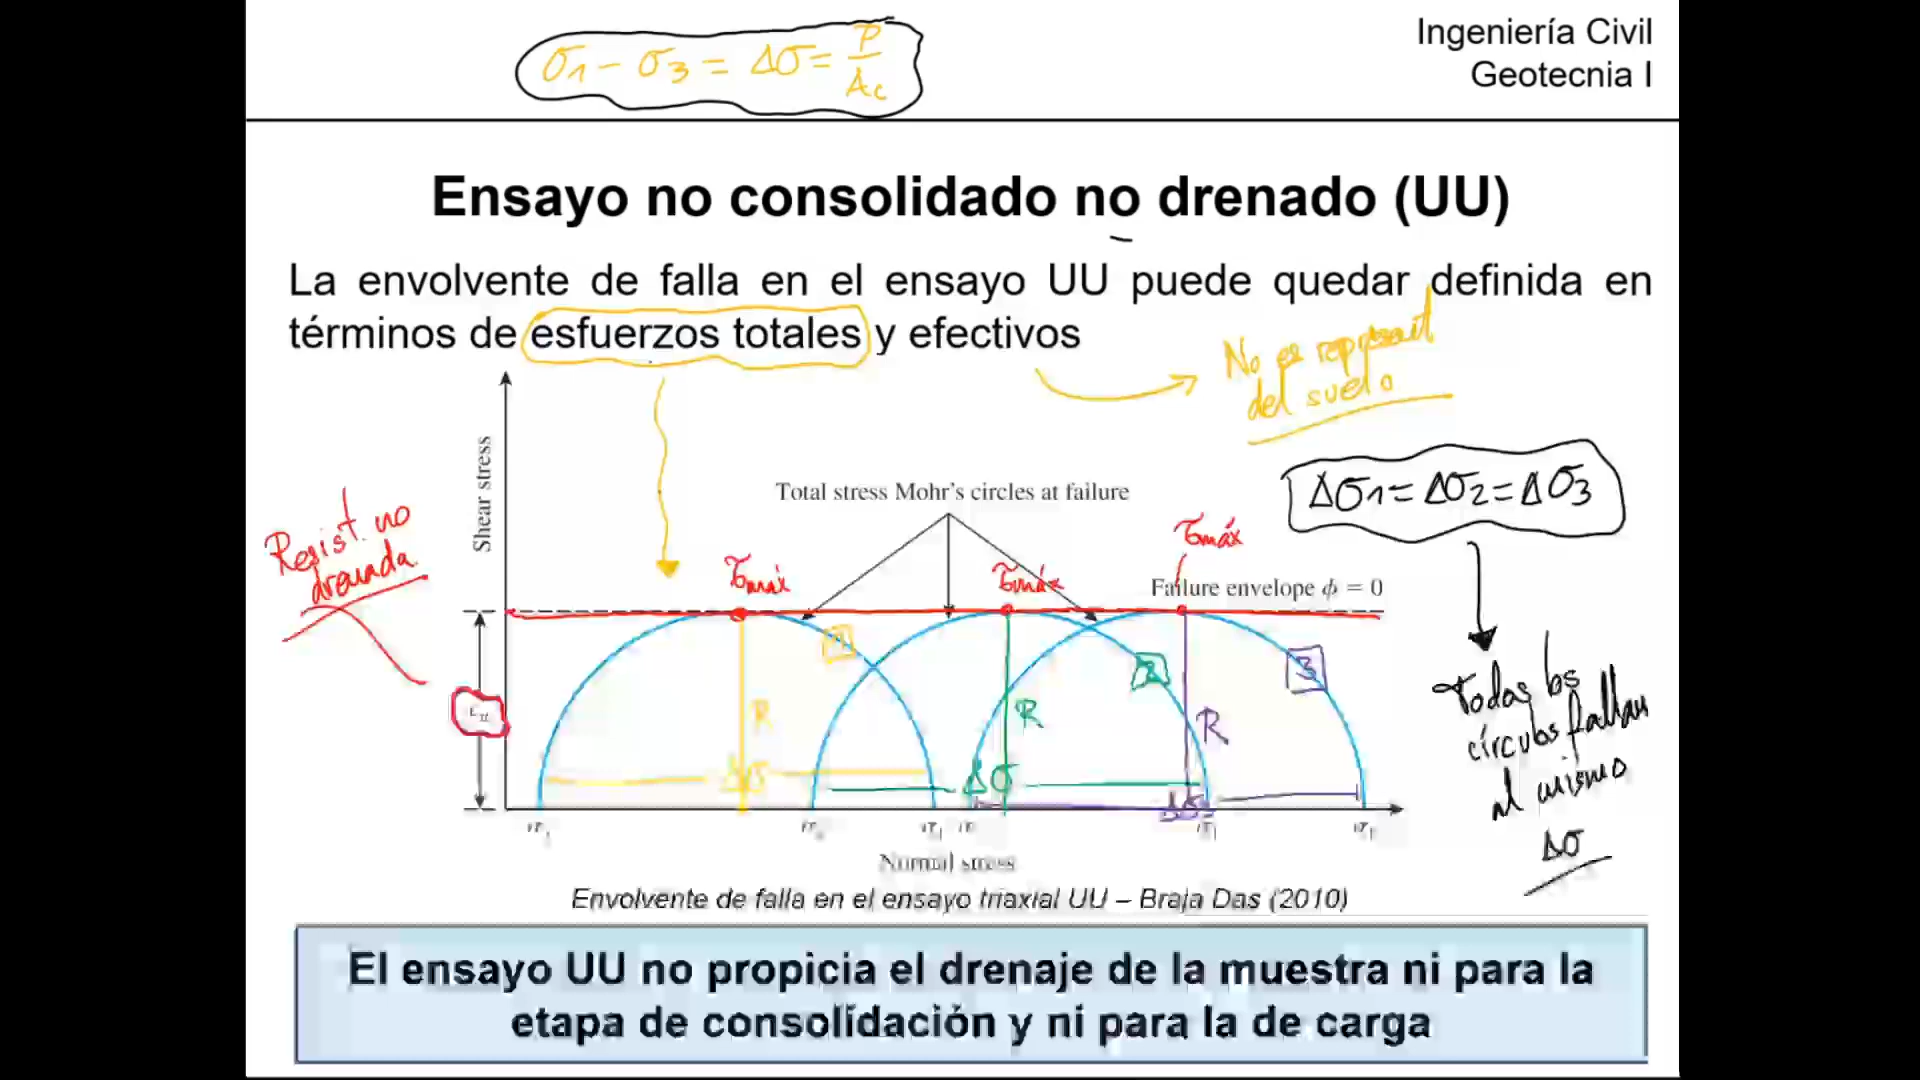 σ1 - σ3 = Δσ = P/Ac
Ingeniería Civil
Geotecnia I
Ensayo no consolidado no drenado (UU)
La envolvente de falla en el ensayo UU puede quedar definida en
términos de esfuerzos totales y efectivos
No es represent
del suelo
Shear stress
Total stress Mohr's circles at failure
Δσ1 = Δσ2 = Δσ3
Resist. no
drenada
τmáx
τmáx
τmáx
Failure envelope ϕ = 0
1
2
3
R
R
R
Δσ
Δσ
Todos los
círculos fallan
al mismo
Δσ
Normal stress
Envolvente de falla en el ensayo triaxial UU – Braja Das (2010)
El ensayo UU no propicia el drenaje de la muestra ni para la
etapa de consolidación y ni para la de carga